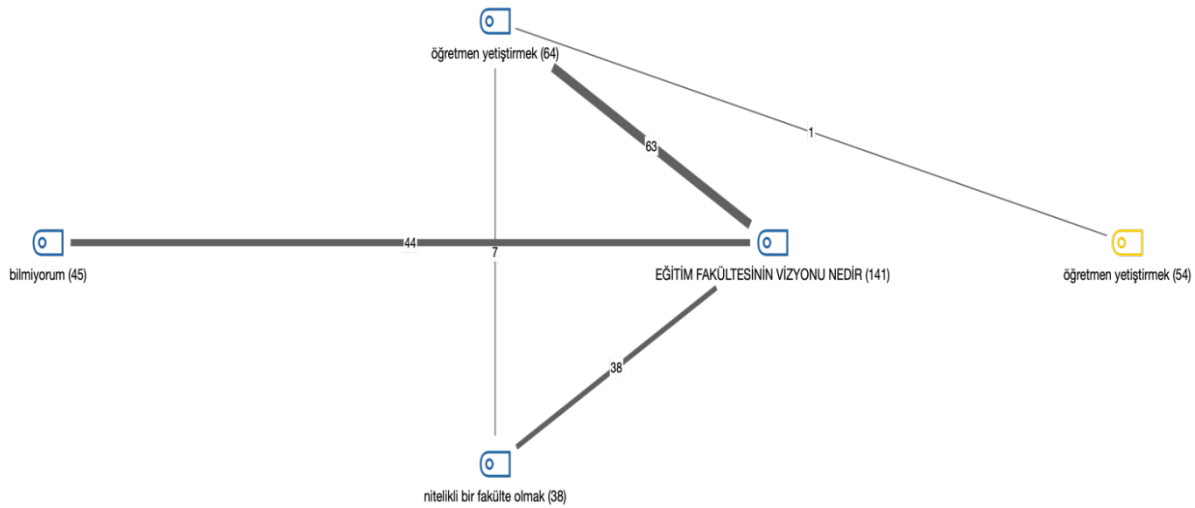 öğretmen yetiştirmek (64)
1
63
44
7
bilmiyorum (45)
EĞİTİM FAKÜLTESİNİN VİZYONU NEDİR (141)
öğretmen yetiştirmek (54)
38
nitelikli bir fakülte olmak (38)